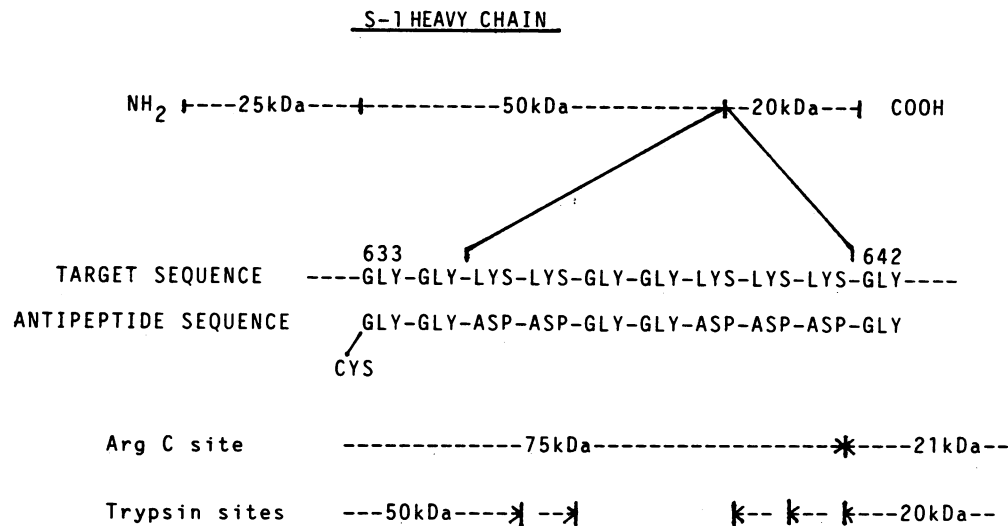 S-1 HEAVY CHAIN
NH2 ----25kDa---- --------50kDa-------- --20kDa--- COOH
633 642
TARGET SEQUENCE ----GLY-GLY-LYS-LYS-GLY-GLY-LYS-LYS-LYS-GLY----
ANTIPEPTIDE SEQUENCE GLY-GLY-ASP-ASP-GLY-GLY-ASP-ASP-ASP-GLY
CYS
Arg C site -------------75kDa------------------ ----21kDa--
Trypsin sites ---50kDa---- -- -- -- ----20kDa--